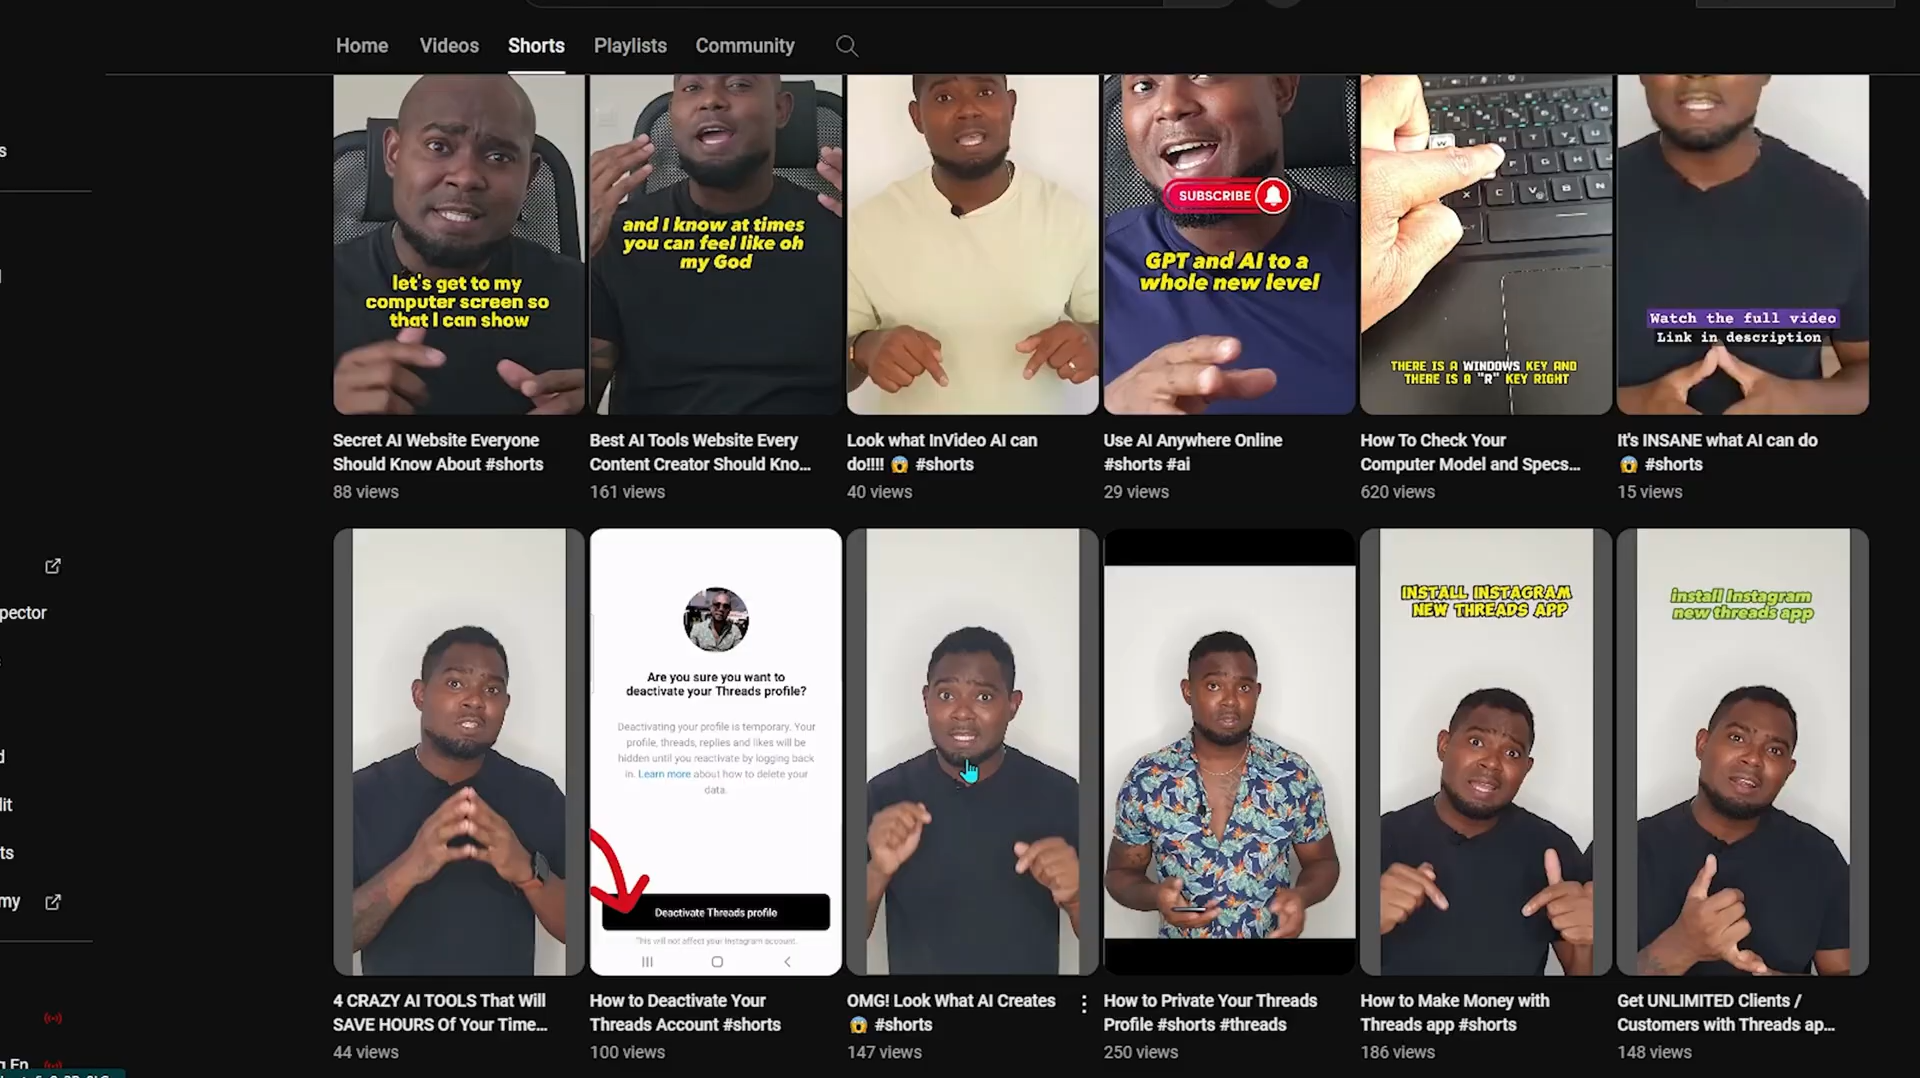 Home Videos Shorts Playlists Community
let's get to my
computer screen so
that I can show
and I know at times
you can feel like oh
my God
SUBSCRIBE
GPT and AI to a
whole new level
THERE IS A WINDOWS KEY AND
THERE IS A "R" KEY RIGHT
Watch the full video
Link in description
Secret AI Website Everyone
Should Know About #shorts
88 views
Best AI Tools Website Every
Content Creator Should Kno...
161 views
Look what InVideo AI can
do!!!! 😱 #shorts
40 views
Use AI Anywhere Online
#shorts #ai
29 views
How To Check Your
Computer Model and Specs...
620 views
It's INSANE what AI can do
😱 #shorts
15 views
pector
dit
ts
my
Are you sure you want to
deactivate your Threads profile?
Deactivating your profile is temporary. Your
profile, threads, replies and likes will be
hidden until you reactivate by logging back
in. Learn more about how to delete your
data.
Deactivate Threads profile
This will not affect your Instagram account.
INSTALL INSTAGRAM
NEW THREADS APP
install Instagram
new threads app
4 CRAZY AI TOOLS That Will
SAVE HOURS Of Your Time...
44 views
How to Deactivate Your
Threads Account #shorts
100 views
OMG! Look What AI Creates
😱 #shorts
147 views
How to Private Your Threads
Profile #shorts #threads
250 views
How to Make Money with
Threads app #shorts
186 views
Get UNLIMITED Clients /
Customers with Threads ap...
148 views